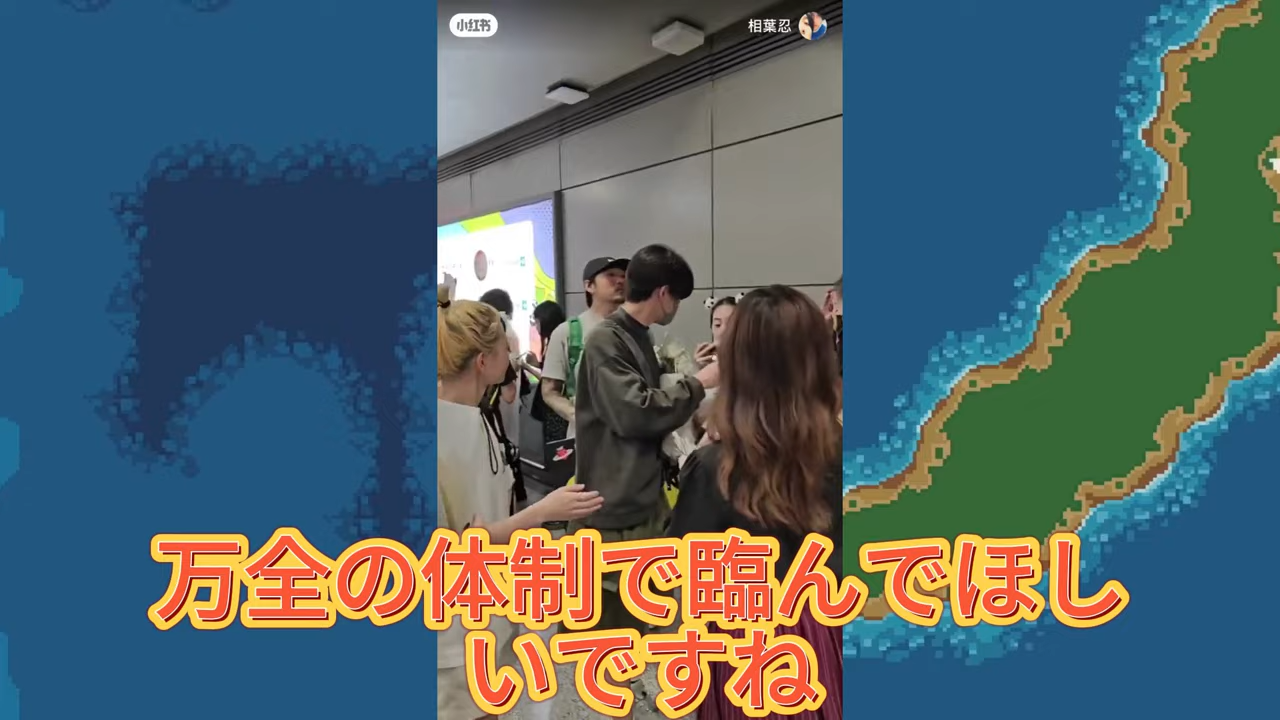 小红书
相葉忍
万全の体制で臨んでほし
いですね